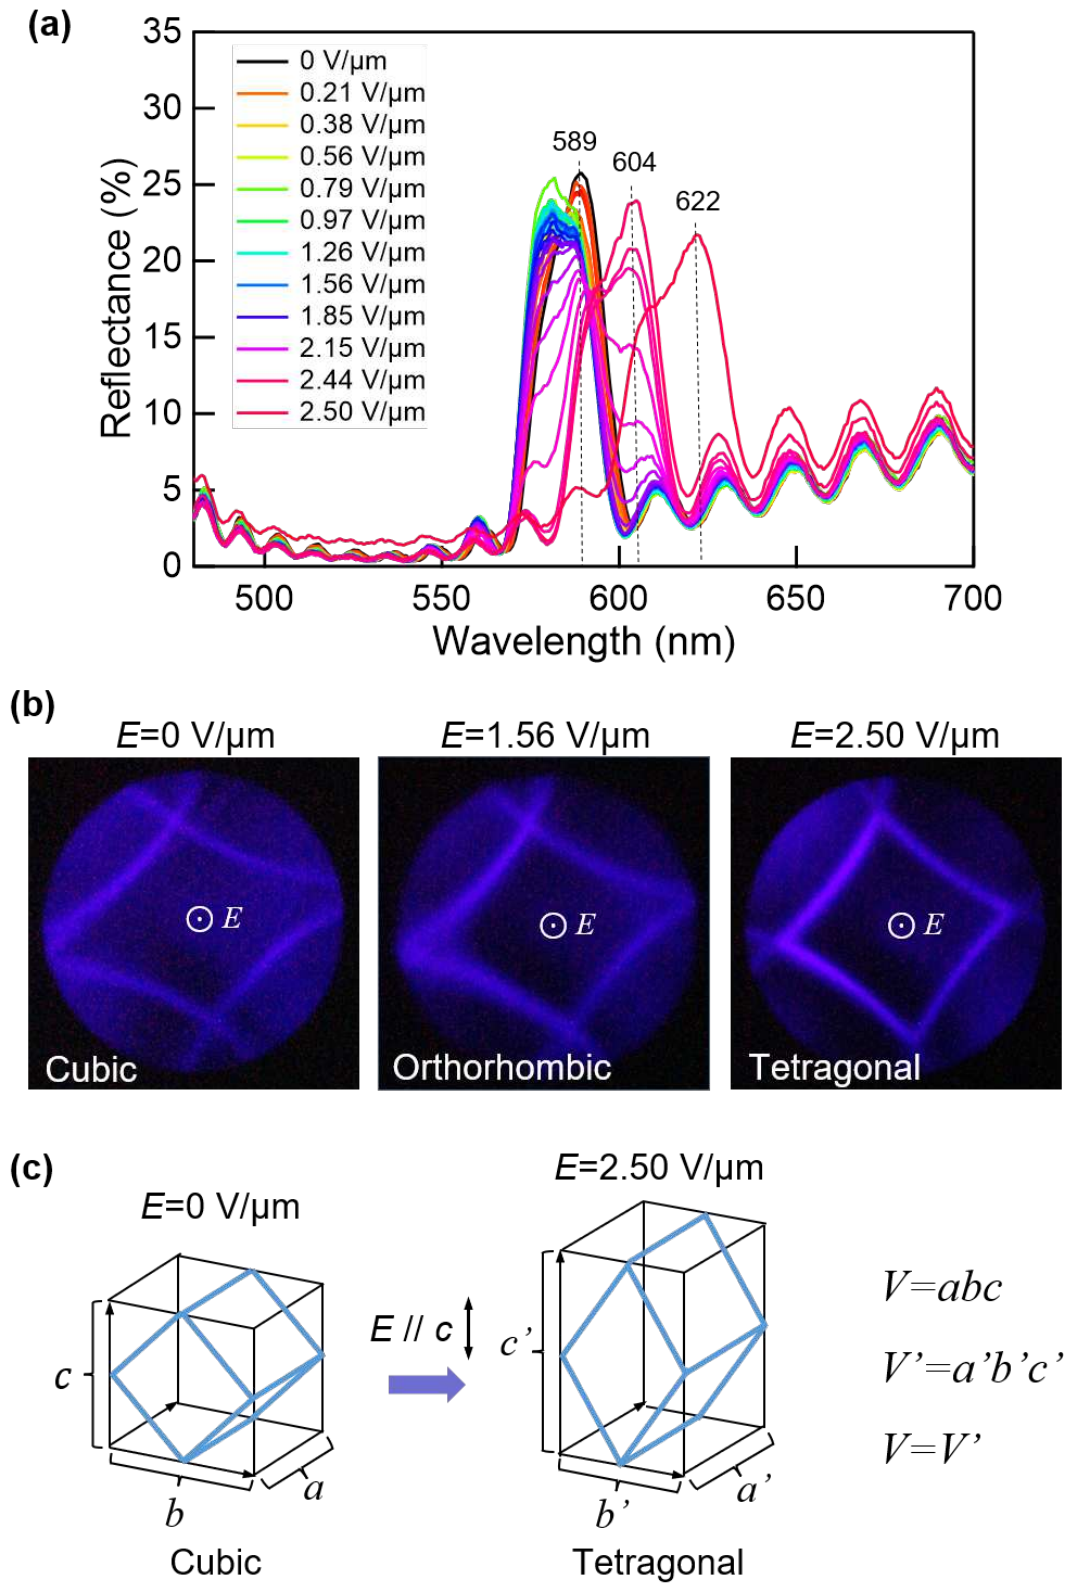 (a)
35
30
25
20
15
10
5
0
Reflectance (%)
0 V/μm
0.21 V/μm
0.38 V/μm
0.56 V/μm
0.79 V/μm
0.97 V/μm
1.26 V/μm
1.56 V/μm
1.85 V/μm
2.15 V/μm
2.44 V/μm
2.50 V/μm
589
604
622
500 550 600 650 700
Wavelength (nm)
(b)
E=0 V/μm E=1.56 V/μm E=2.50 V/μm
E E E
Cubic Orthorhombic Tetragonal
(c)
E=0 V/μm
E=2.50 V/μm
c
b
a
Cubic
E // c
c’
b’
a’
Tetragonal
V=abc
V’=a’b’c’
V=V’